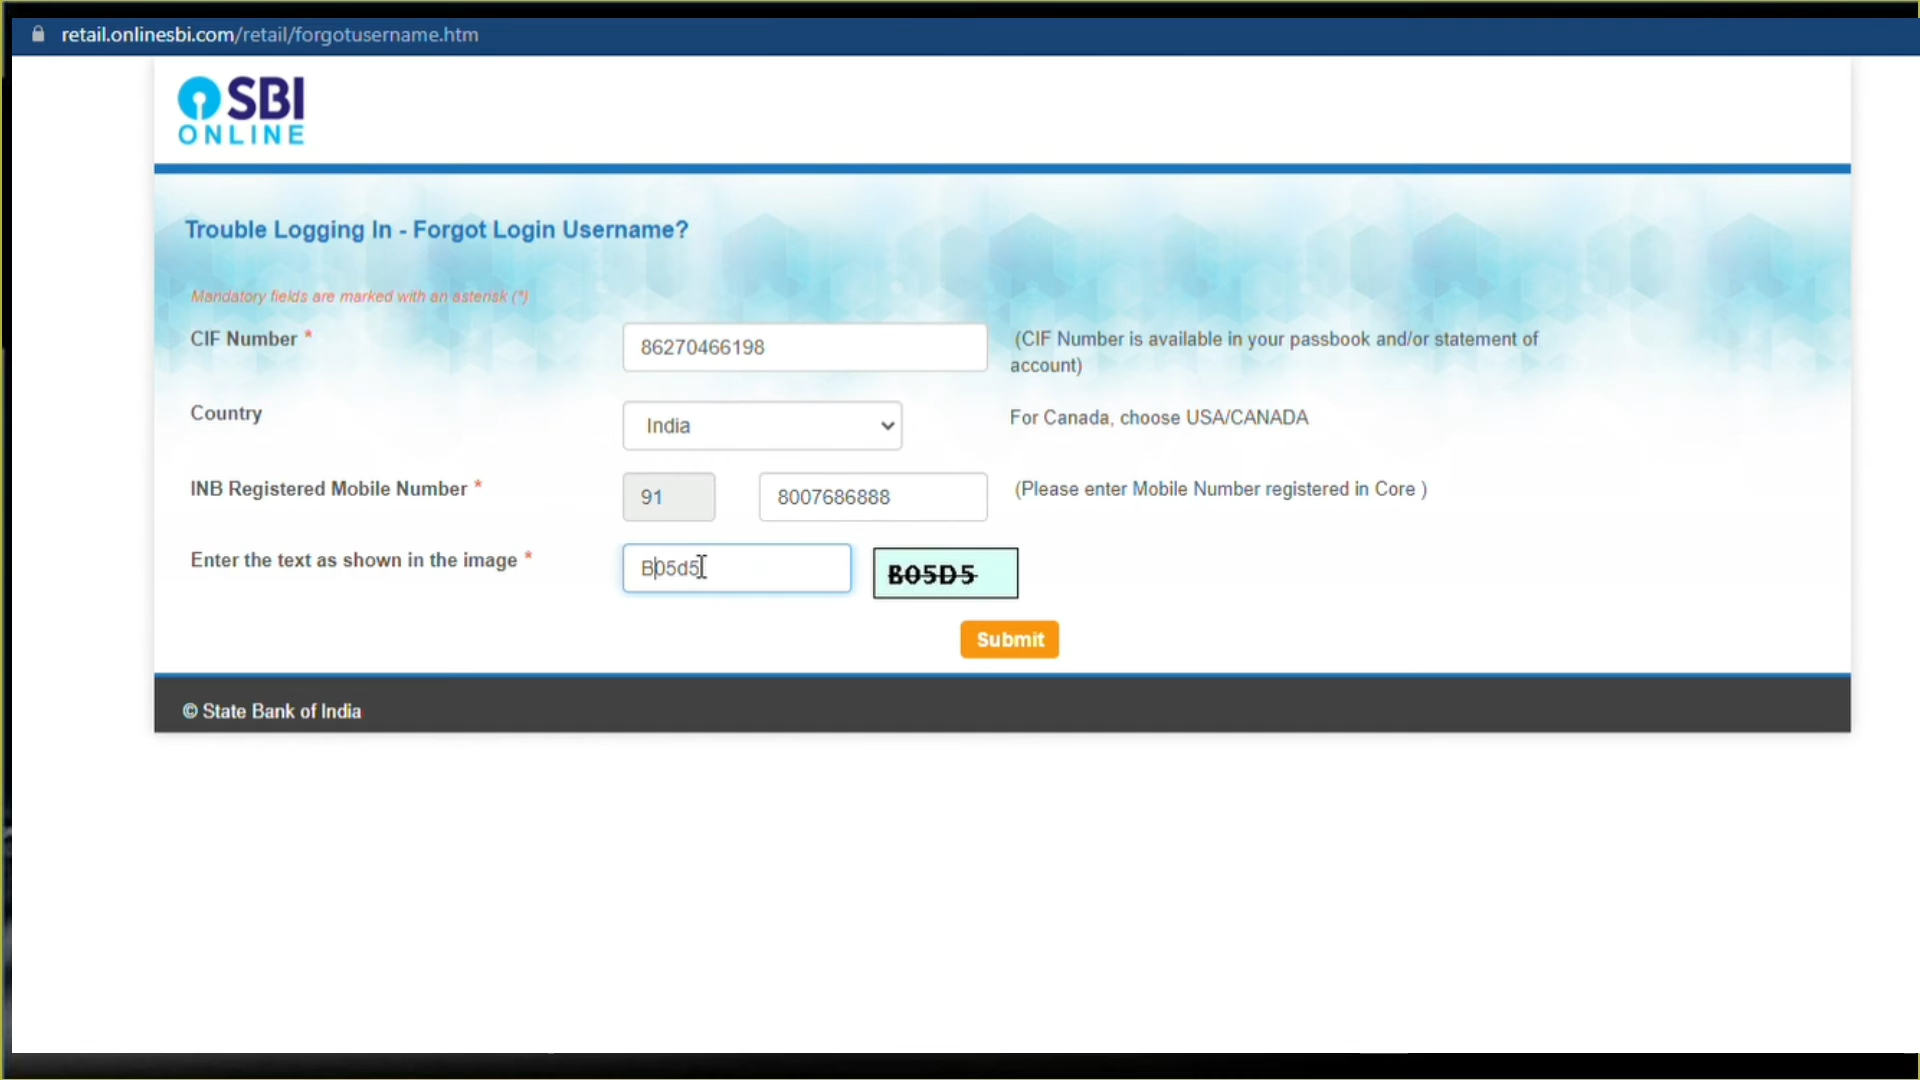 retail.onlinesbi.com/retail/forgotusername.htm
SBI
ONLINE
Trouble Logging In - Forgot Login Username?
Mandatory fields are marked with an asterisk (*)
CIF Number * 86270466198 (CIF Number is available in your passbook and/or statement of
account)
Country India For Canada, choose USA/CANADA
INB Registered Mobile Number * 91 8007686888 (Please enter Mobile Number registered in Core )
Enter the text as shown in the image * B05d5 B05D5
Submit
© State Bank of India